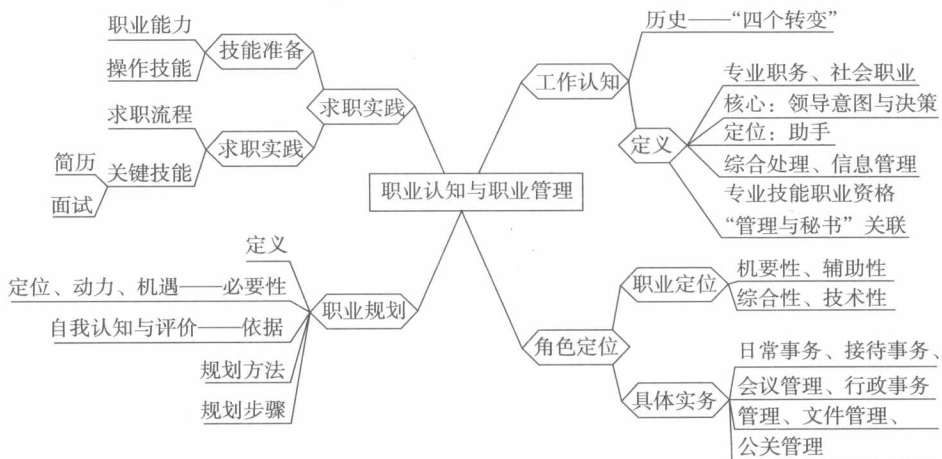 职业认知与职业管理
求职实践
技能准备
职业能力
操作技能
求职实践
求职流程
关键技能
简历
面试
职业规划
定义
定位、动力、机遇——必要性
自我认知与评价——依据
规划方法
规划步骤
工作认知
历史——“四个转变”
定义
专业职务、社会职业
核心：领导意图与决策
定位：助手
综合处理、信息管理
专业技能职业资格
“管理与秘书”关联
角色定位
职业定位
机要性、辅助性
综合性、技术性
具体实务
日常事务、接待事务、
会议管理、行政事务
管理、文件管理、
公关管理